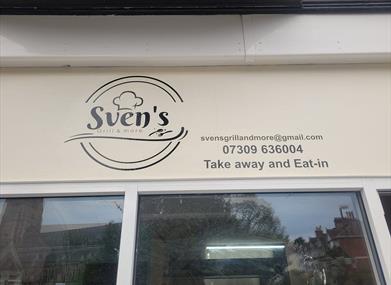 Sven's
Grill & more
svensgrillandmore@gmail.com
07309 636004
Take away and Eat-in